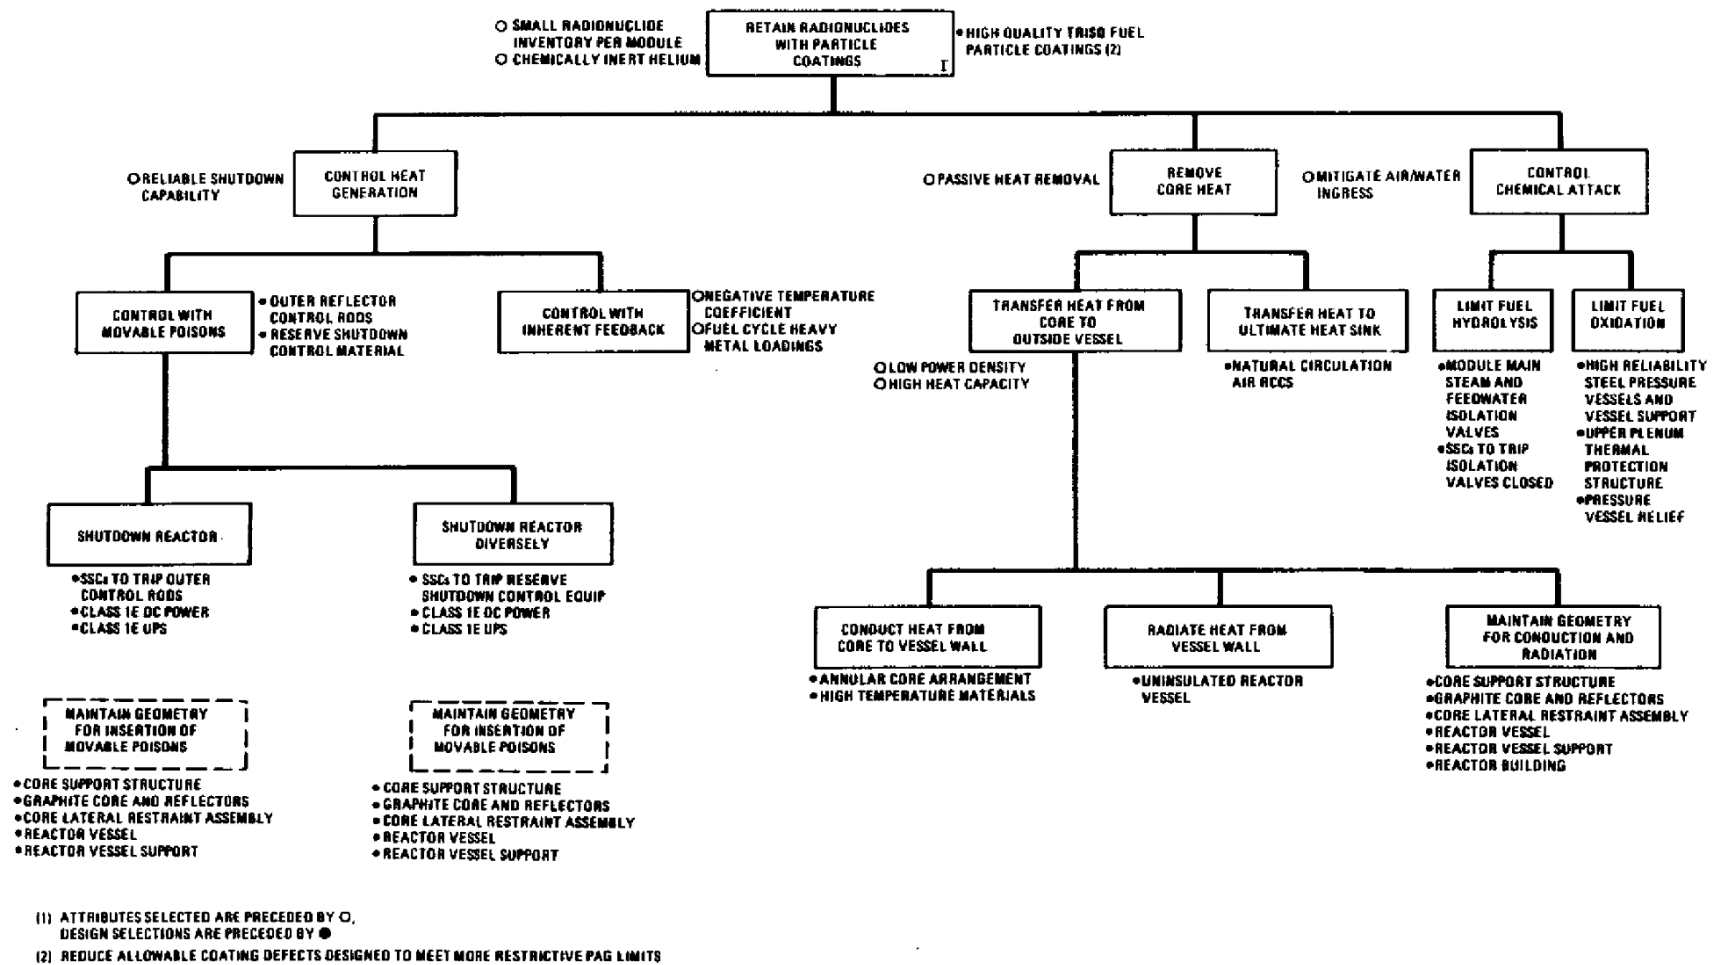 ○ SMALL RADIONUCLIDE
INVENTORY PER MODULE
○ CHEMICALLY INERT HELIUM
RETAIN RADIONUCLIDES
WITH PARTICLE
COATINGS
I
● HIGH QUALITY TRISO FUEL
PARTICLE COATINGS (2)
○ RELIABLE SHUTDOWN
CAPABILITY
CONTROL HEAT
GENERATION
○ PASSIVE HEAT REMOVAL
REMOVE
CORE HEAT
○ MITIGATE AIR/WATER
INGRESS
CONTROL
CHEMICAL ATTACK
CONTROL WITH
MOVABLE POISONS
● OUTER REFLECTOR
CONTROL RODS
● RESERVE SHUTDOWN
CONTROL MATERIAL
CONTROL WITH
INHERENT FEEDBACK
○ NEGATIVE TEMPERATURE
COEFFICIENT
○ FUEL CYCLE HEAVY
METAL LOADINGS
TRANSFER HEAT FROM
CORE TO
OUTSIDE VESSEL
○ LOW POWER DENSITY
○ HIGH HEAT CAPACITY
TRANSFER HEAT TO
ULTIMATE HEAT SINK
● NATURAL CIRCULATION
AIR RCCS
LIMIT FUEL
HYDROLYSIS
● MODULE MAIN
STEAM AND
FEEDWATER
ISOLATION
VALVES
● SSCs TO TRIP
ISOLATION
VALVES CLOSED
LIMIT FUEL
OXIDATION
● HIGH RELIABILITY
STEEL PRESSURE
VESSELS AND
VESSEL SUPPORT
● UPPER PLENUM
THERMAL
PROTECTION
STRUCTURE
● PRESSURE
VESSEL RELIEF
SHUTDOWN REACTOR
● SSCs TO TRIP OUTER
CONTROL RODS
● CLASS 1E DC POWER
● CLASS 1E UPS
SHUTDOWN REACTOR
DIVERSELY
● SSCs TO TRIP RESERVE
SHUTDOWN CONTROL EQUIP
● CLASS 1E DC POWER
● CLASS 1E UPS
CONDUCT HEAT FROM
CORE TO VESSEL WALL
● ANNULAR CORE ARRANGEMENT
● HIGH TEMPERATURE MATERIALS
RADIATE HEAT FROM
VESSEL WALL
● UNINSULATED REACTOR
VESSEL
MAINTAIN GEOMETRY
FOR CONDUCTION AND
RADIATION
● CORE SUPPORT STRUCTURE
● GRAPHITE CORE AND REFLECTORS
● CORE LATERAL RESTRAINT ASSEMBLY
● REACTOR VESSEL
● REACTOR VESSEL SUPPORT
● REACTOR BUILDING
MAINTAIN GEOMETRY
FOR INSERTION OF
MOVABLE POISONS
● CORE SUPPORT STRUCTURE
● GRAPHITE CORE AND REFLECTORS
● CORE LATERAL RESTRAINT ASSEMBLY
● REACTOR VESSEL
● REACTOR VESSEL SUPPORT
MAINTAIN GEOMETRY
FOR INSERTION OF
MOVABLE POISONS
● CORE SUPPORT STRUCTURE
● GRAPHITE CORE AND REFLECTORS
● CORE LATERAL RESTRAINT ASSEMBLY
● REACTOR VESSEL
● REACTOR VESSEL SUPPORT
(1) ATTRIBUTES SELECTED ARE PRECEDED BY ○,
DESIGN SELECTIONS ARE PRECEDED BY ●
(2) REDUCE ALLOWABLE COATING DEFECTS DESIGNED TO MEET MORE RESTRICTIVE PAG LIMITS